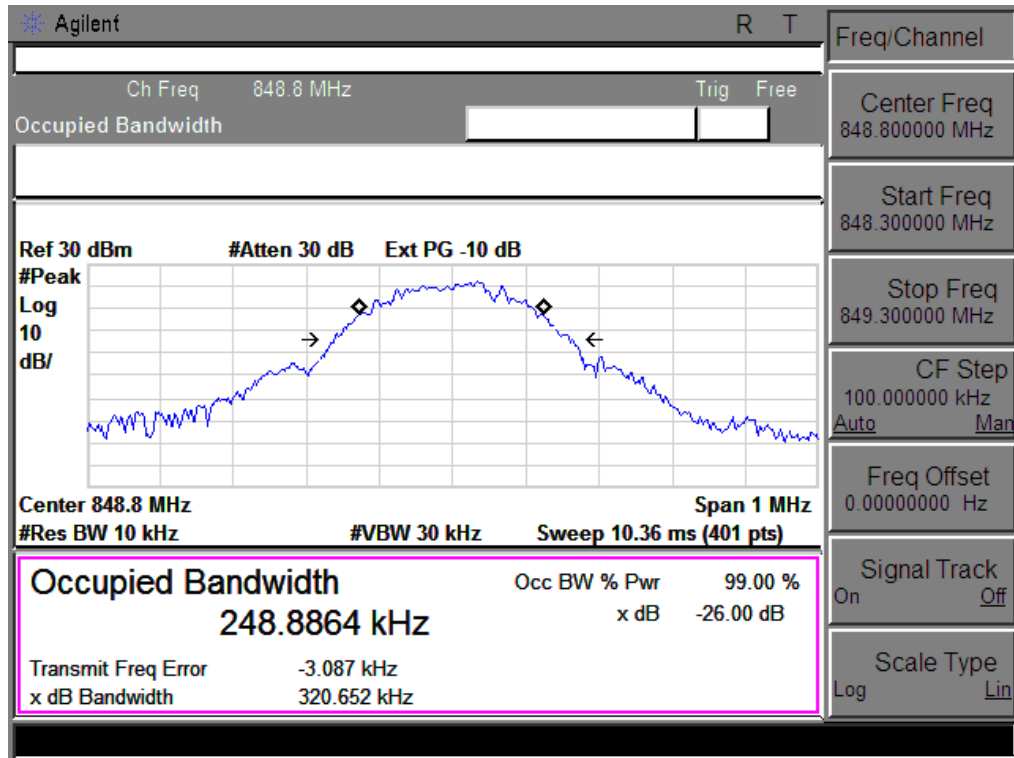 Agilent R T
Ch Freq 848.8 MHz Trig Free
Occupied Bandwidth
Ref 30 dBm #Atten 30 dB Ext PG -10 dB
#Peak
Log
10
dB/
Center 848.8 MHz Span 1 MHz
#Res BW 10 kHz #VBW 30 kHz Sweep 10.36 ms (401 pts)
Occupied Bandwidth
248.8864 kHz
Occ BW % Pwr 99.00 %
x dB -26.00 dB
Transmit Freq Error -3.087 kHz
x dB Bandwidth 320.652 kHz
Freq/Channel
Center Freq
848.800000 MHz
Start Freq
848.300000 MHz
Stop Freq
849.300000 MHz
CF Step
100.000000 kHz
Auto Man
Freq Offset
0.00000000 Hz
Signal Track
On Off
Scale Type
Log Lin